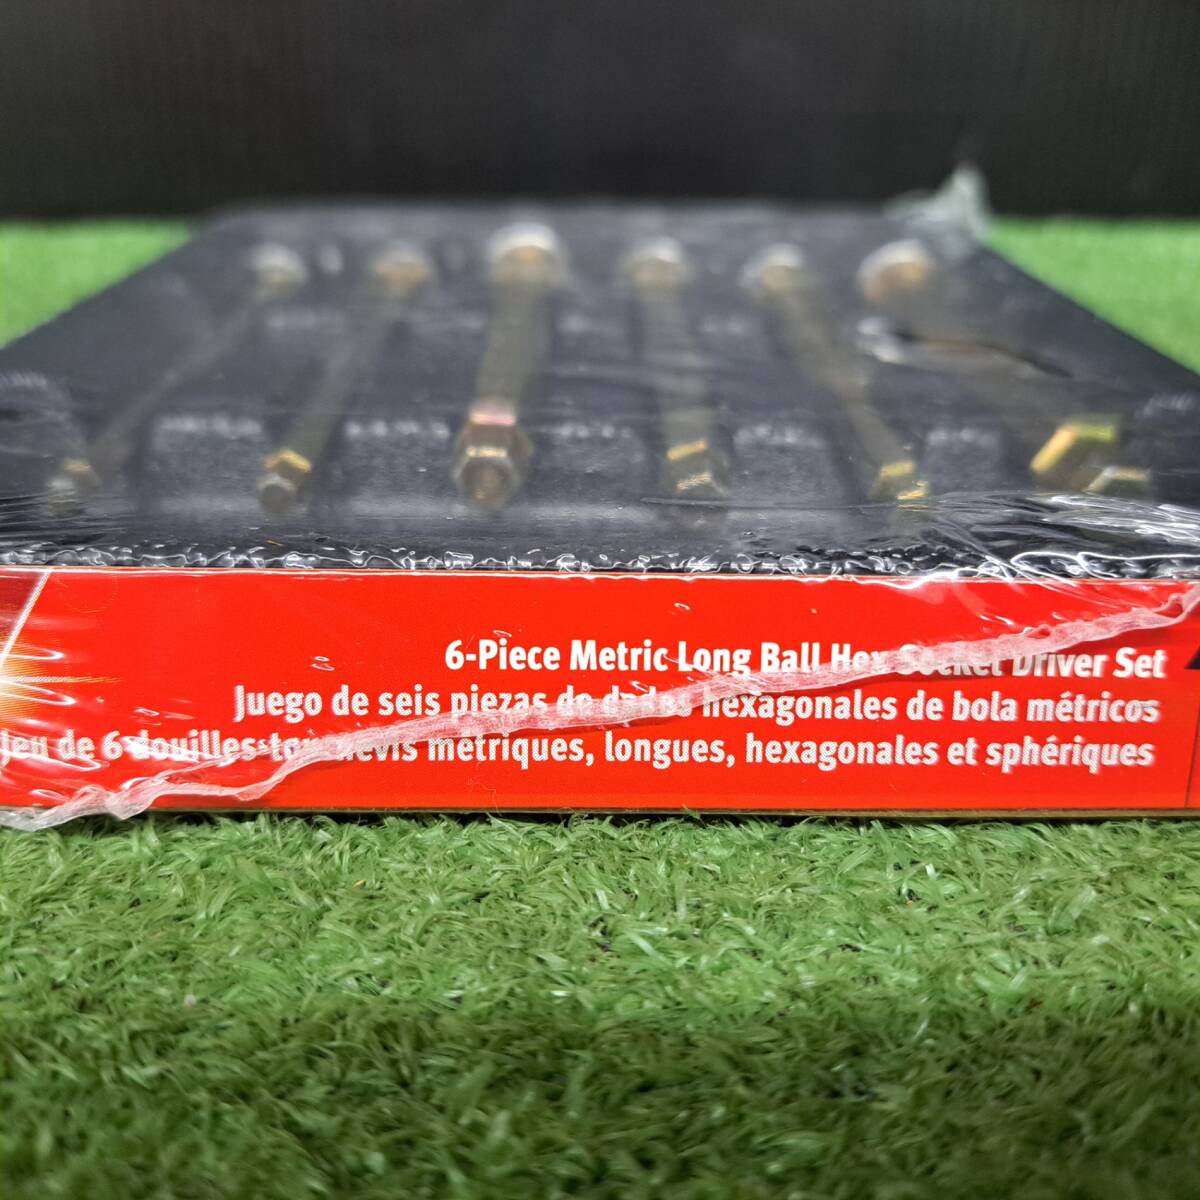 6-Piece Metric Long Ball Hex Socket Driver Set
Juego de seis piezas de dados hexagonales de bola métricos
Jeu de 6 douilles-tournevis métriques, longues, hexagonales et sphériques